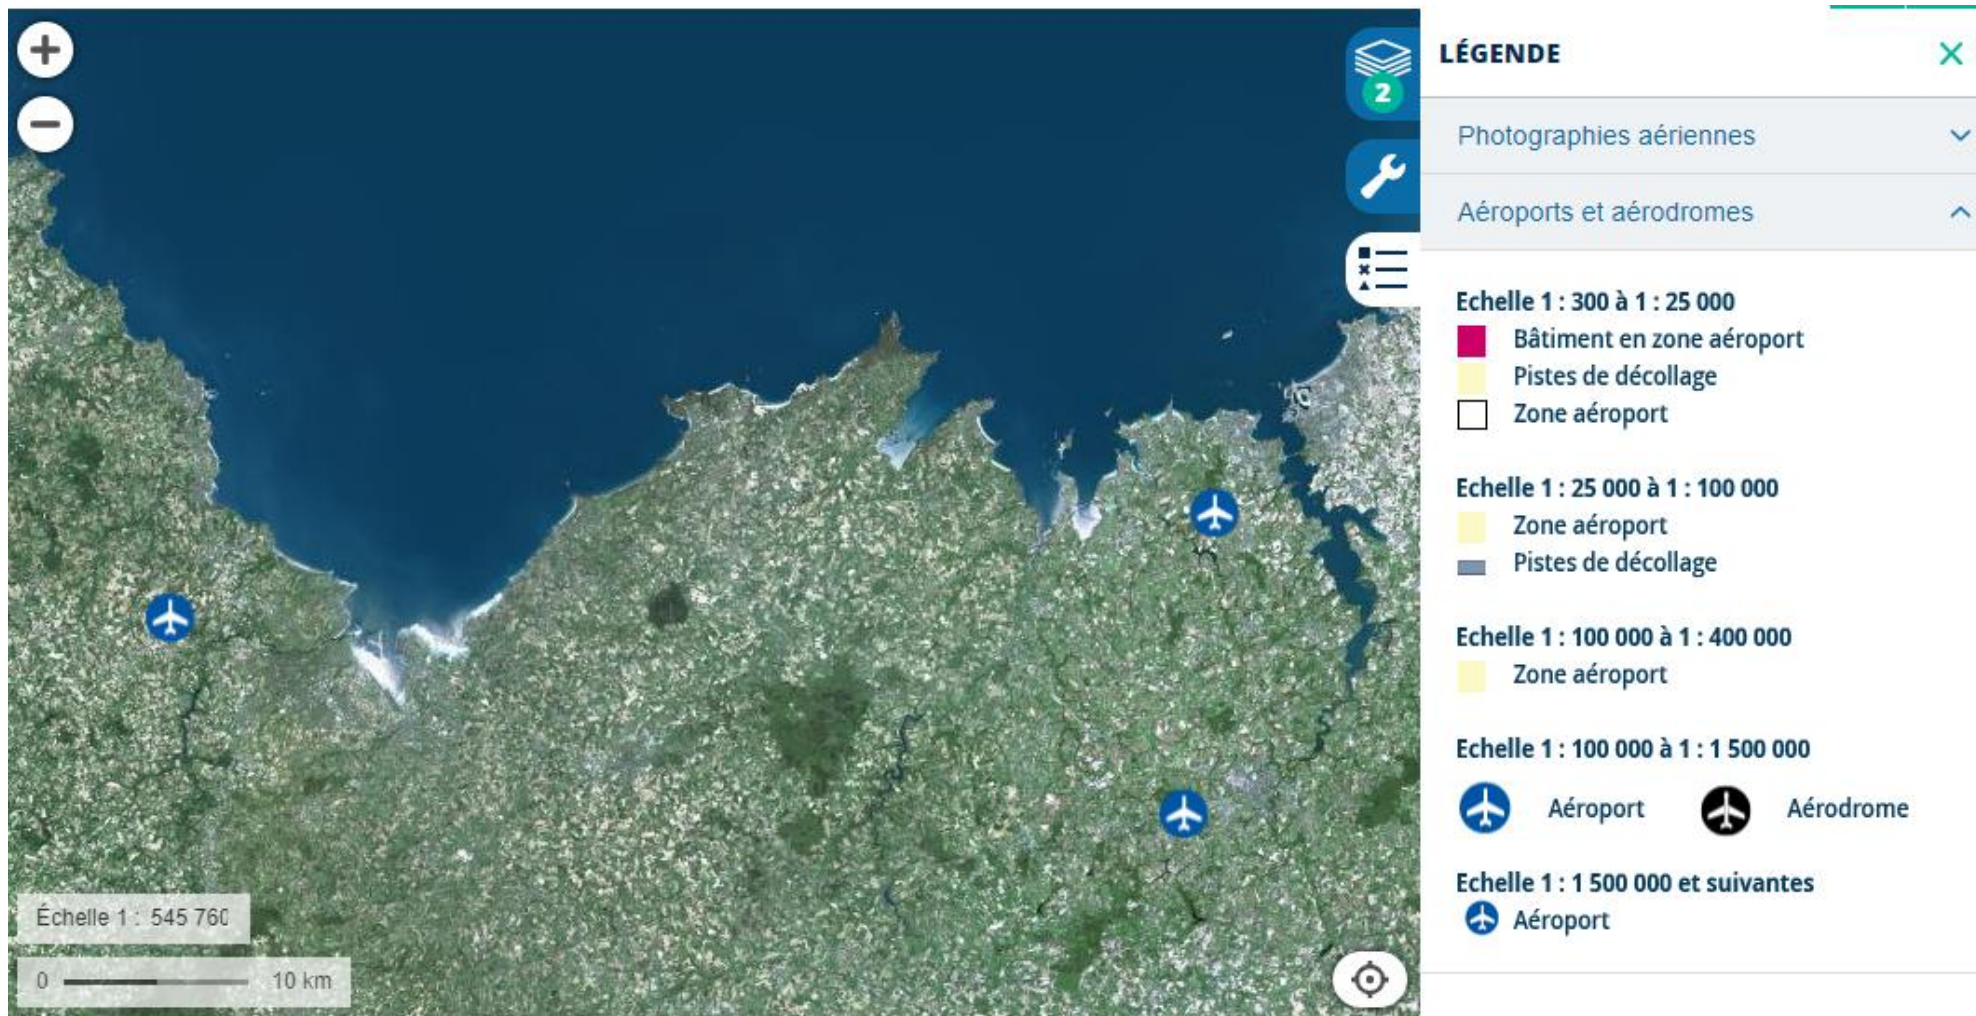 2
LÉGENDE
Photographies aériennes
Aéroports et aérodromes
Echelle 1 : 300 à 1 : 25 000
Bâtiment en zone aéroport
Pistes de décollage
Zone aéroport
Echelle 1 : 25 000 à 1 : 100 000
Zone aéroport
Pistes de décollage
Echelle 1 : 100 000 à 1 : 400 000
Zone aéroport
Echelle 1 : 100 000 à 1 : 1 500 000
Aéroport Aérodrome
Echelle 1 : 1 500 000 et suivantes
Aéroport
Échelle 1 : 545 760
0 10 km